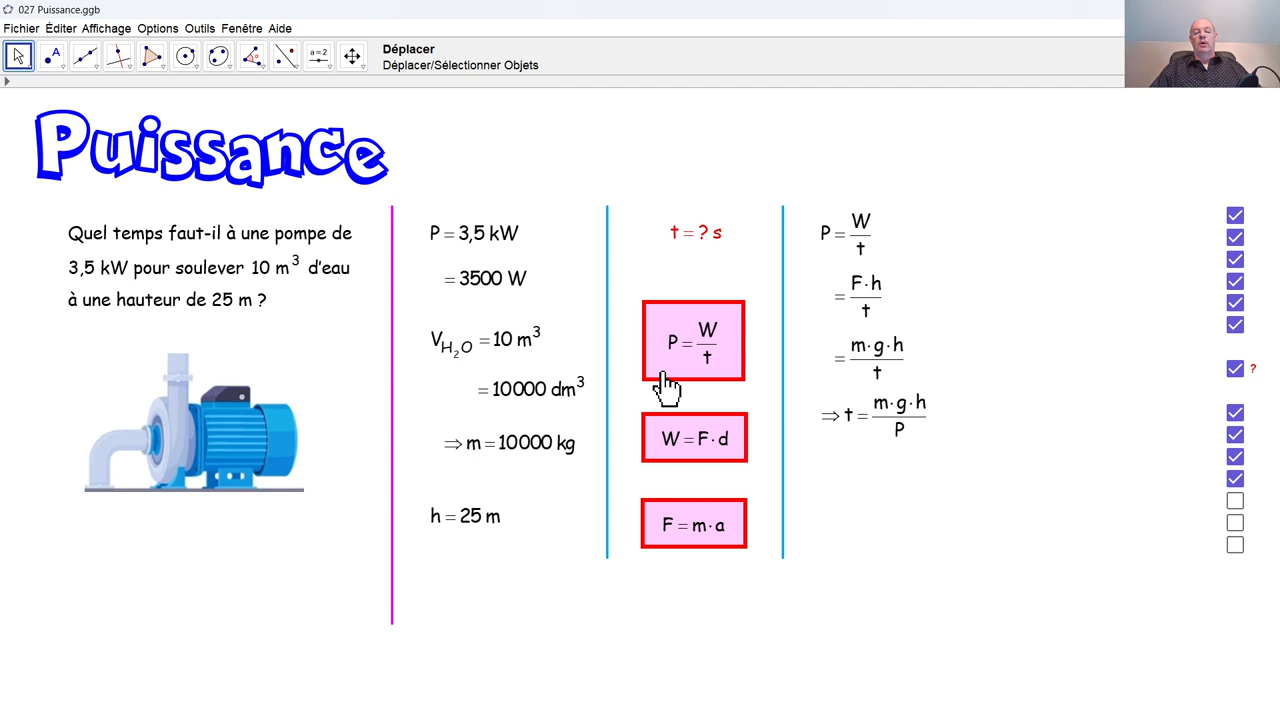 027 Puissance.ggb
Fichier Éditer Affichage Options Outils Fenêtre Aide
A
a=2
Déplacer
Déplacer/Sélectionner Objets
Puissance
Quel temps faut-il à une pompe de
3,5 kW pour soulever 10 m³ d'eau
à une hauteur de 25 m ?
P = 3,5 kW
= 3500 W
V_H₂O = 10 m³
= 10000 dm³
⇒ m = 10000 kg
h = 25 m
t = ? s
P = W/t
W = F·d
F = m·a
P = W/t
= F·h/t
= m·g·h/t
⇒ t = m·g·h/P
?